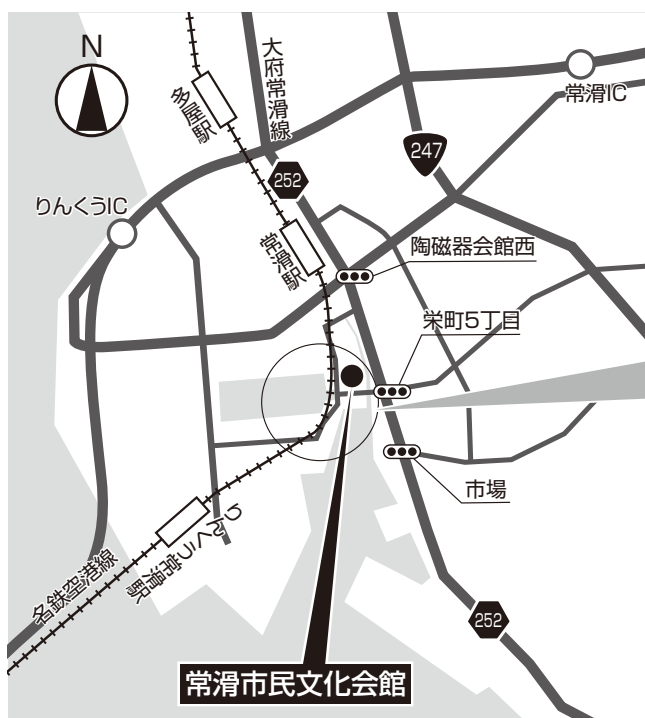 N
大府常滑線
多屋駅
常滑IC
247
252
りんくうIC
常滑駅
陶磁器会館西
栄町5丁目
市場
りんくう常滑駅
名鉄空港線
252
常滑市民文化会館